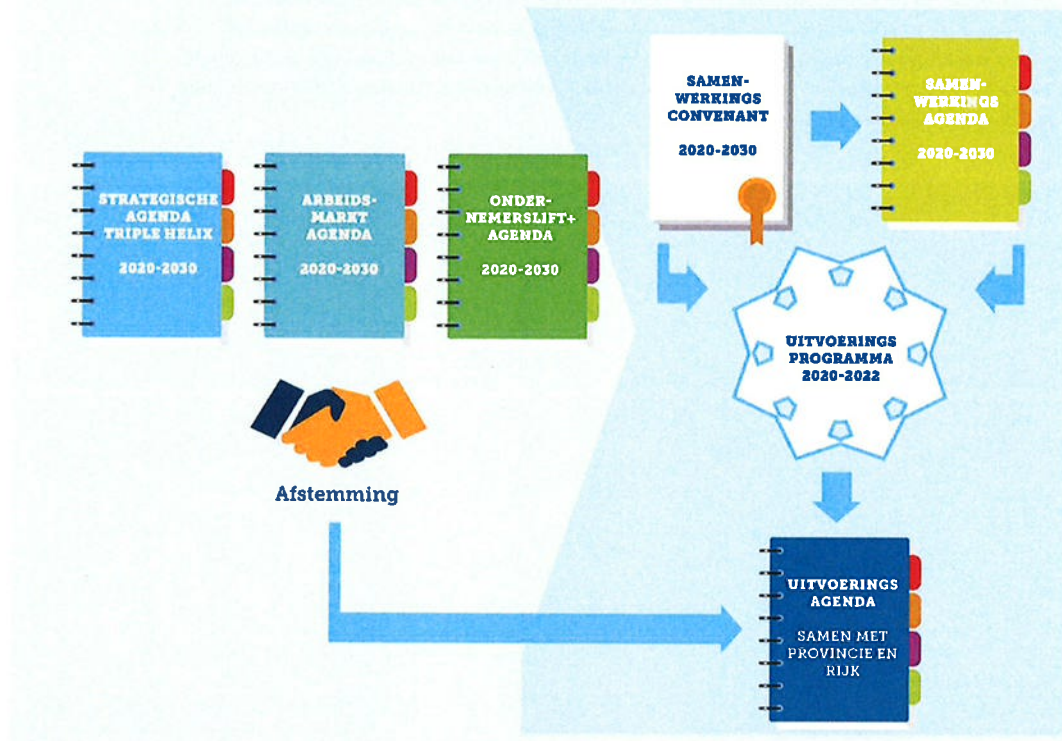 STRATEGISCHE
AGENDA
TRIPLE HELIX
2020-2030
ARBEIDS-
MARKT
AGENDA
2020-2030
ONDER-
NEMERSLIFT+
AGENDA
2020-2030
Afstemming
SAMEN-
WERKINGS
CONVENANT
2020-2030
SAMEN-
WERKINGS
AGENDA
2020-2030
UITVOERINGS
PROGRAMMA
2020-2022
UITVOERINGS
AGENDA
SAMEN MET
PROVINCIE EN
RIJK